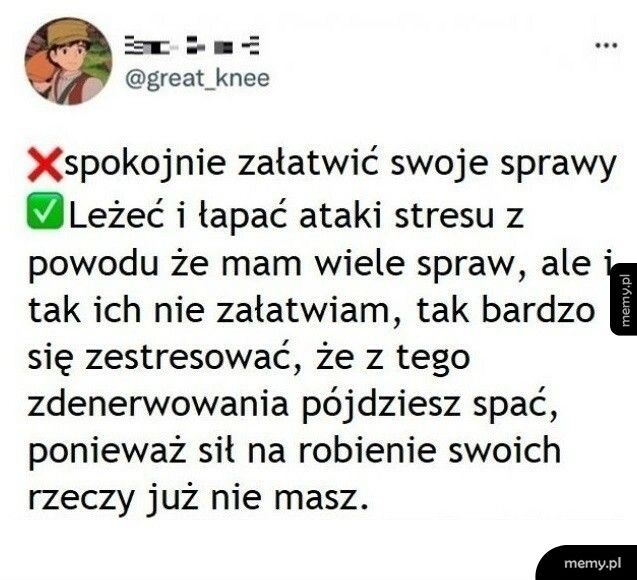 @great_knee
❌spokojnie załatwić swoje sprawy
✅Leżeć i łapać ataki stresu z
powodu że mam wiele spraw, ale i
tak ich nie załatwiam, tak bardzo
się zestresować, że z tego
zdenerwowania pójdziesz spać,
ponieważ sił na robienie swoich
rzeczy już nie masz.
memy.pl
memy.pl